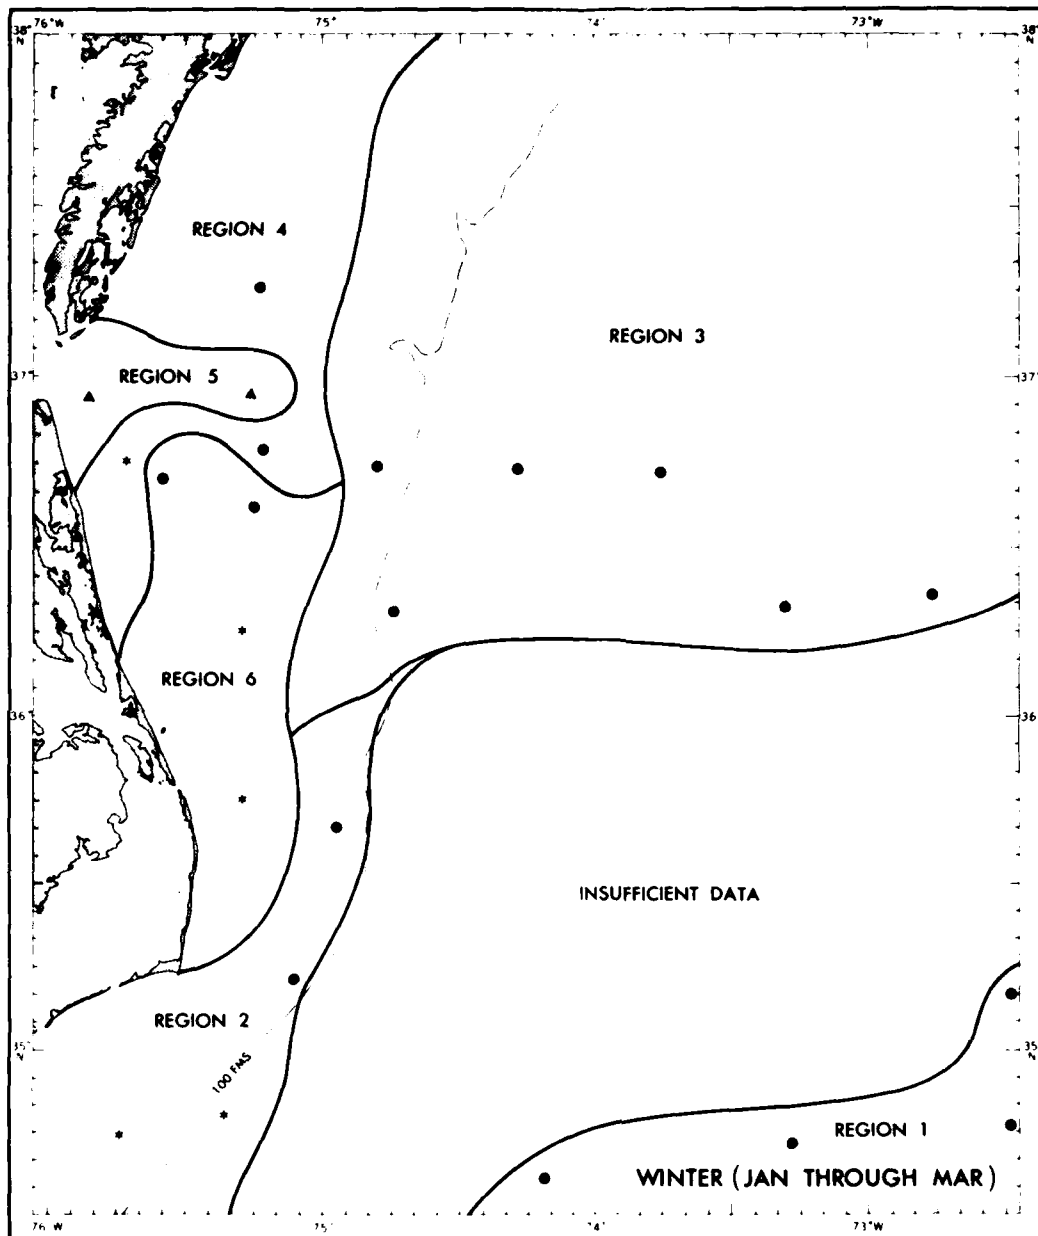 76°W 75° 74° 73°W
38° N 38° N
REGION 4
REGION 3
37° 37°
REGION 5
REGION 6
36° 36°
INSUFFICIENT DATA
REGION 2
35° N 35° N
100 FMS
REGION 1
WINTER (JAN THROUGH MAR)
76°W 75° 74° 73°W